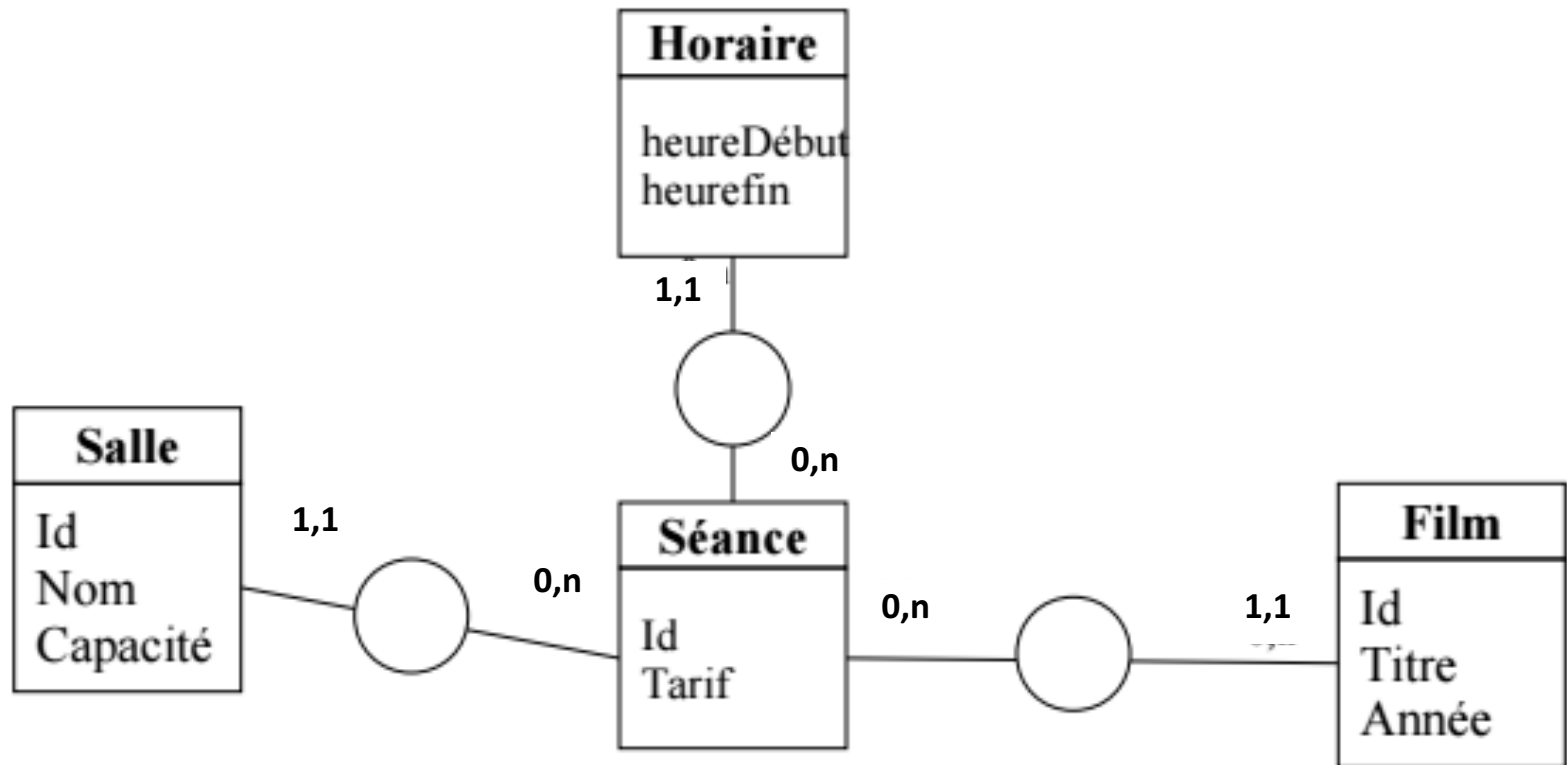 Horaire
heureDébut
heurefin
1,1
0,n
Salle
Id
Nom
Capacité
1,1
0,n
Séance
Id
Tarif
0,n
1,1
Film
Id
Titre
Année